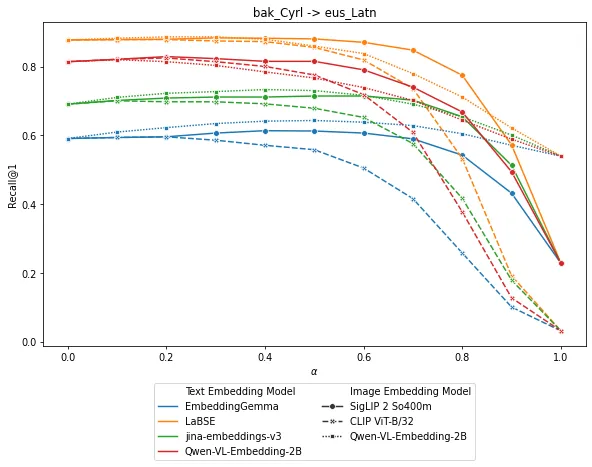 bak_Cyrl -> eus_Latn
Recall@1
0.8
0.6
0.4
0.2
0.0
0.0 0.2 0.4 0.6 0.8 1.0
α
Text Embedding Model
EmbeddingGemma
LaBSE
jina-embeddings-v3
Qwen-VL-Embedding-2B
Image Embedding Model
SigLIP 2 So400m
CLIP ViT-B/32
Qwen-VL-Embedding-2B